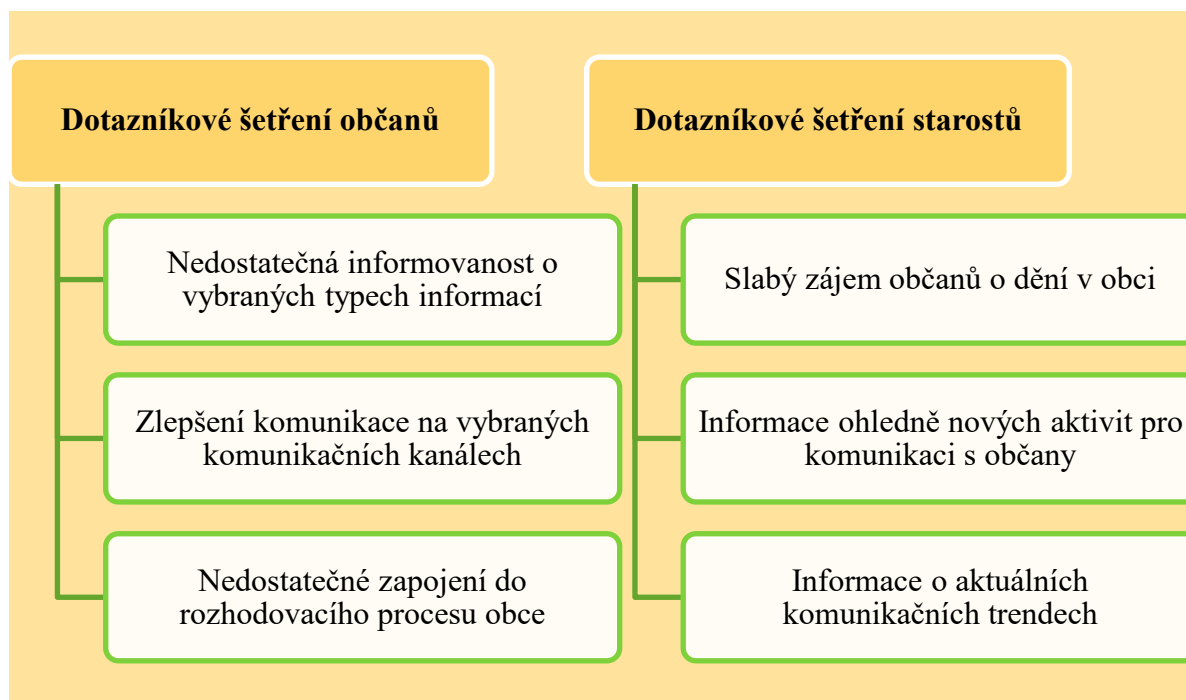 Dotazníkové šetření občanů
Nedostatečná informovanost o
vybraných typech informací
Zlepšení komunikace na vybraných
komunikačních kanálech
Nedostatečné zapojení do
rozhodovacího procesu obce
Dotazníkové šetření starostů
Slabý zájem občanů o dění v obci
Informace ohledně nových aktivit pro
komunikaci s občany
Informace o aktuálních
komunikačních trendech